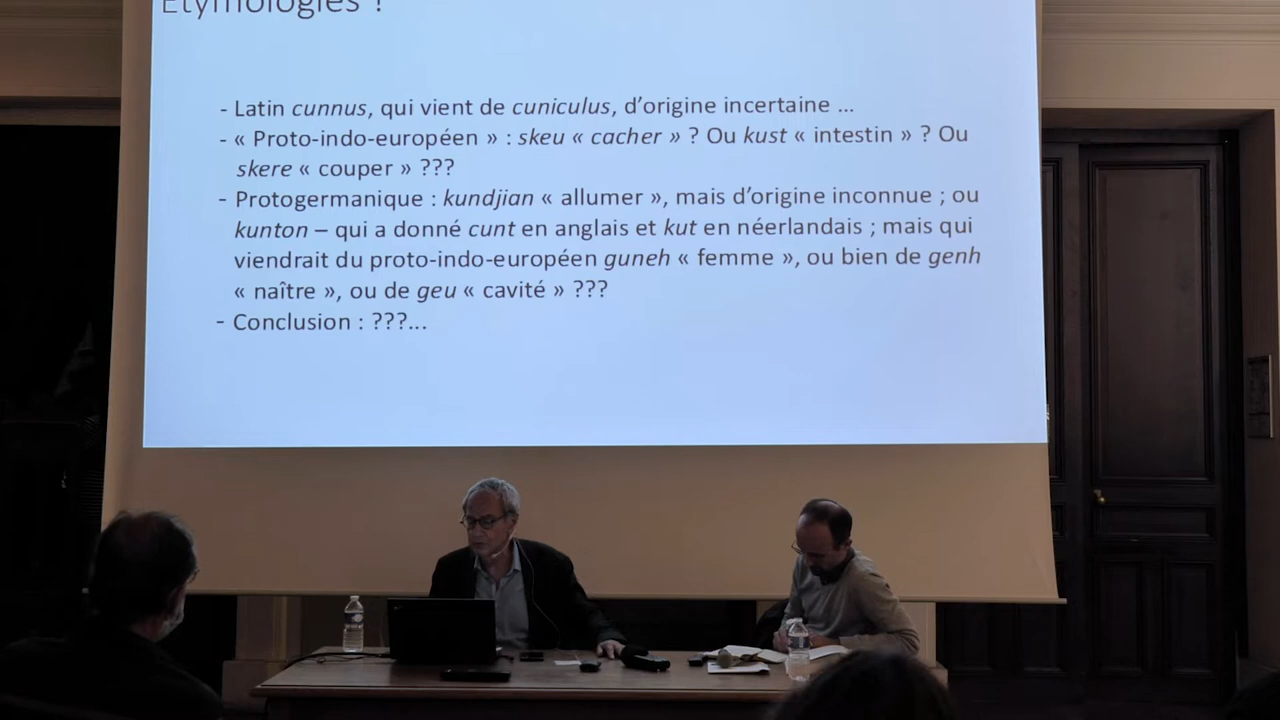 Etymologies ?
- Latin cunnus, qui vient de cuniculus, d'origine incertaine ...
- « Proto-indo-européen » : skeu « cacher » ? Ou kust « intestin » ? Ou
skere « couper » ???
- Protogermanique : kundjian « allumer », mais d'origine inconnue ; ou
kunton – qui a donné cunt en anglais et kut en néerlandais ; mais qui
viendrait du proto-indo-européen guneh « femme », ou bien de genh
« naître », ou de geu « cavité » ???
- Conclusion : ???...